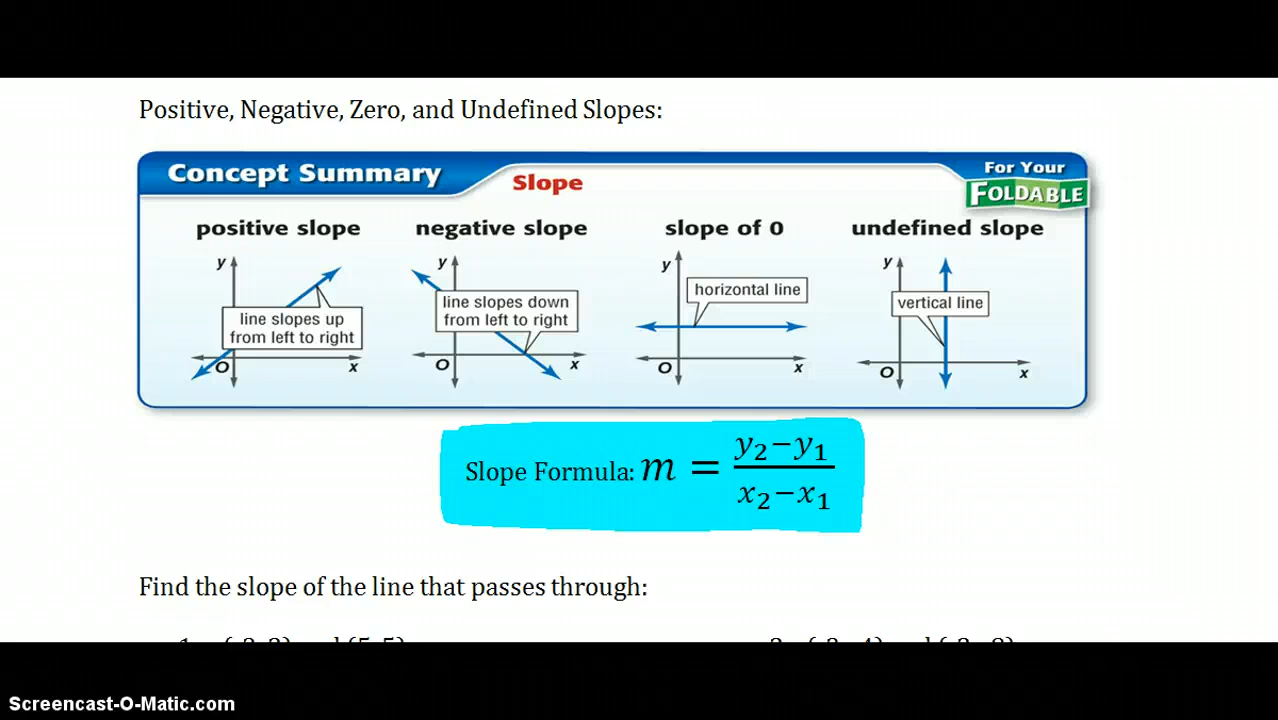 Positive, Negative, Zero, and Undefined Slopes:
Concept Summary
Slope
For Your
FOLDABLE
positive slope
y
line slopes up
from left to right
O
x
negative slope
y
line slopes down
from left to right
O
x
slope of 0
y
horizontal line
O
x
undefined slope
y
vertical line
O
x
Slope Formula: m = (y₂−y₁)/(x₂−x₁)
Find the slope of the line that passes through:
Screencast-O-Matic.com